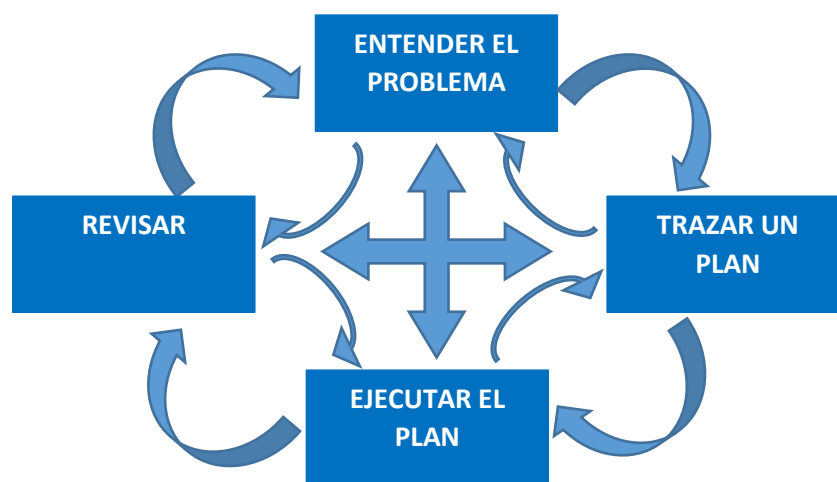 ENTENDER EL
PROBLEMA
REVISAR
TRAZAR UN
PLAN
EJECUTAR EL
PLAN